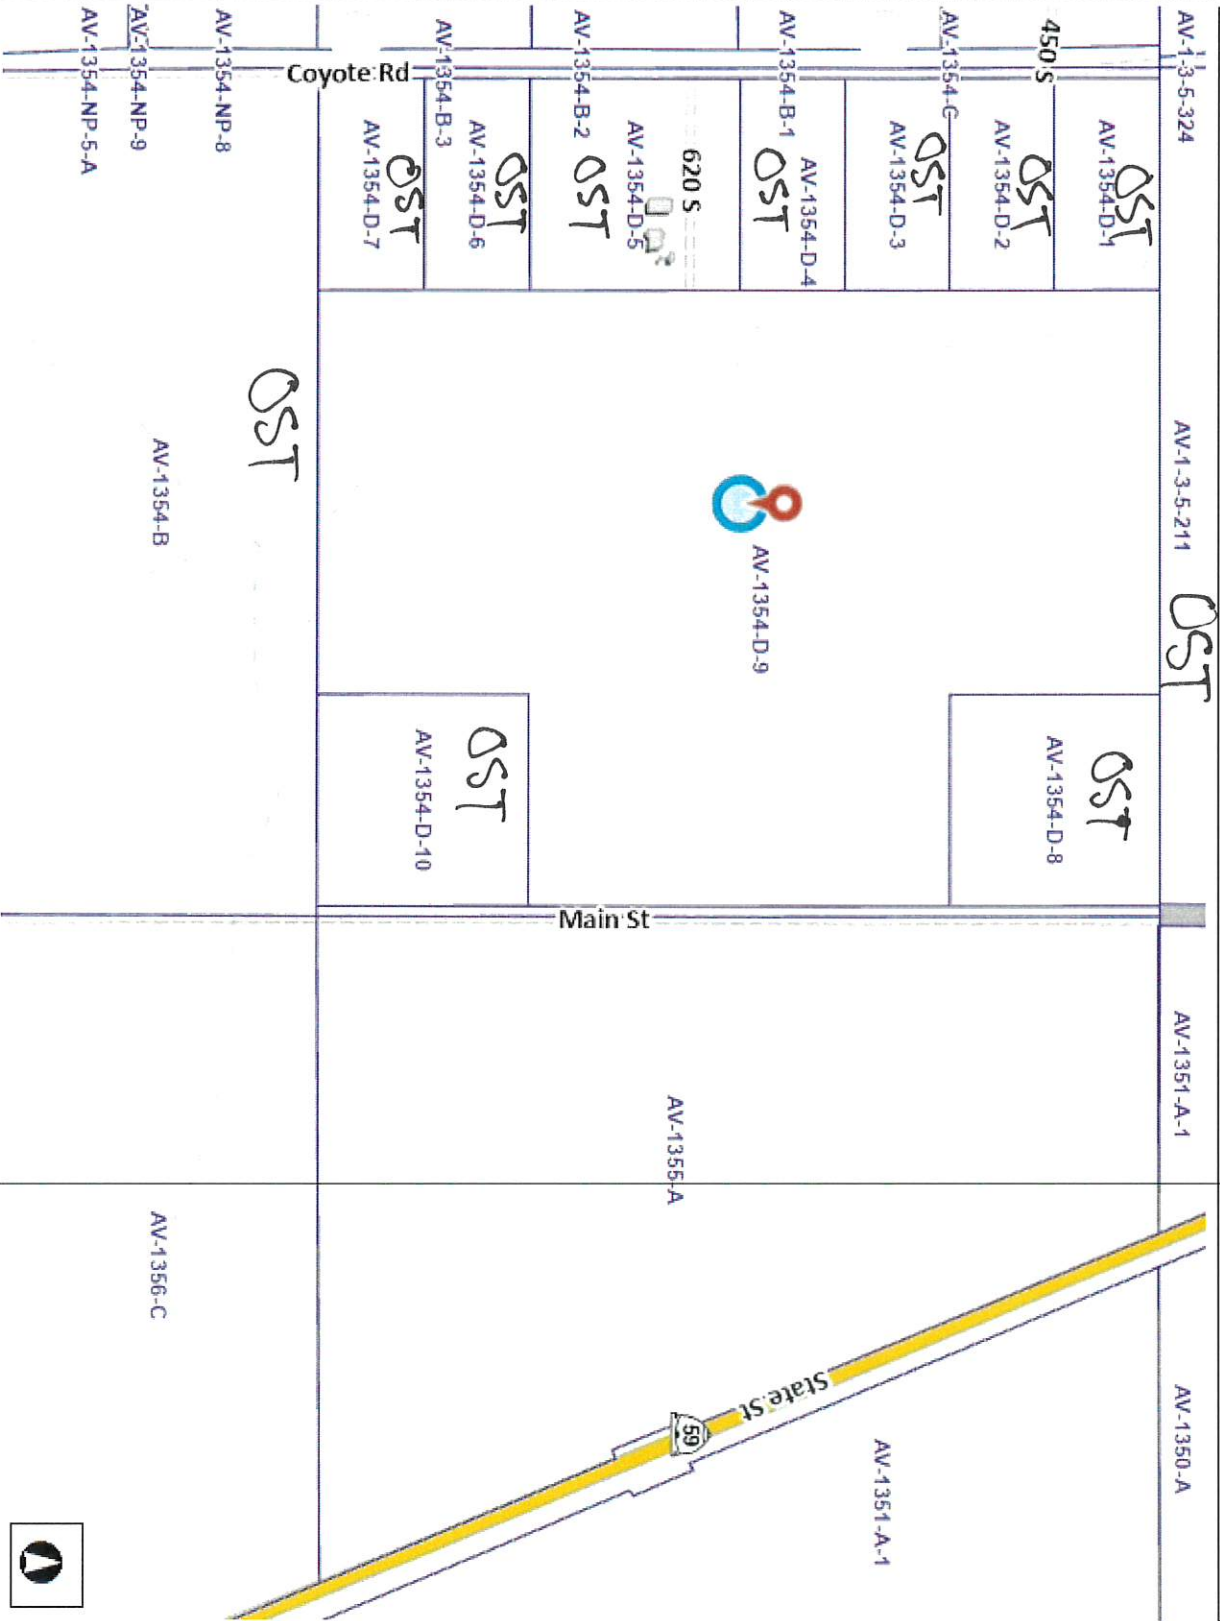 AV-1-3-5-324
AV-1-3-5-211
OST
AV-1351-A-1
AV-1350-A
OST
AV-1354-D-1
OST
AV-1354-D-8
450 S
OST
AV-1354-D-2
AV-1354-C
OST
AV-1354-D-3
AV-1351-A-1
AV-1354-D-4
AV-1354-B-1
OST
State St
AV-1354-D-9
620 S
59
AV-1355-A
AV-1354-D-5
Main St
AV-1354-B-2
OST
OST
AV-1354-D-6
OST
AV-1354-D-10
AV-1354-B-3
OST
AV-1354-D-7
Coyote Rd
OST
AV-1354-NP-8
AV-1354-B
AV-1356-C
AV-1354-NP-9
AV-1354-NP-5-A